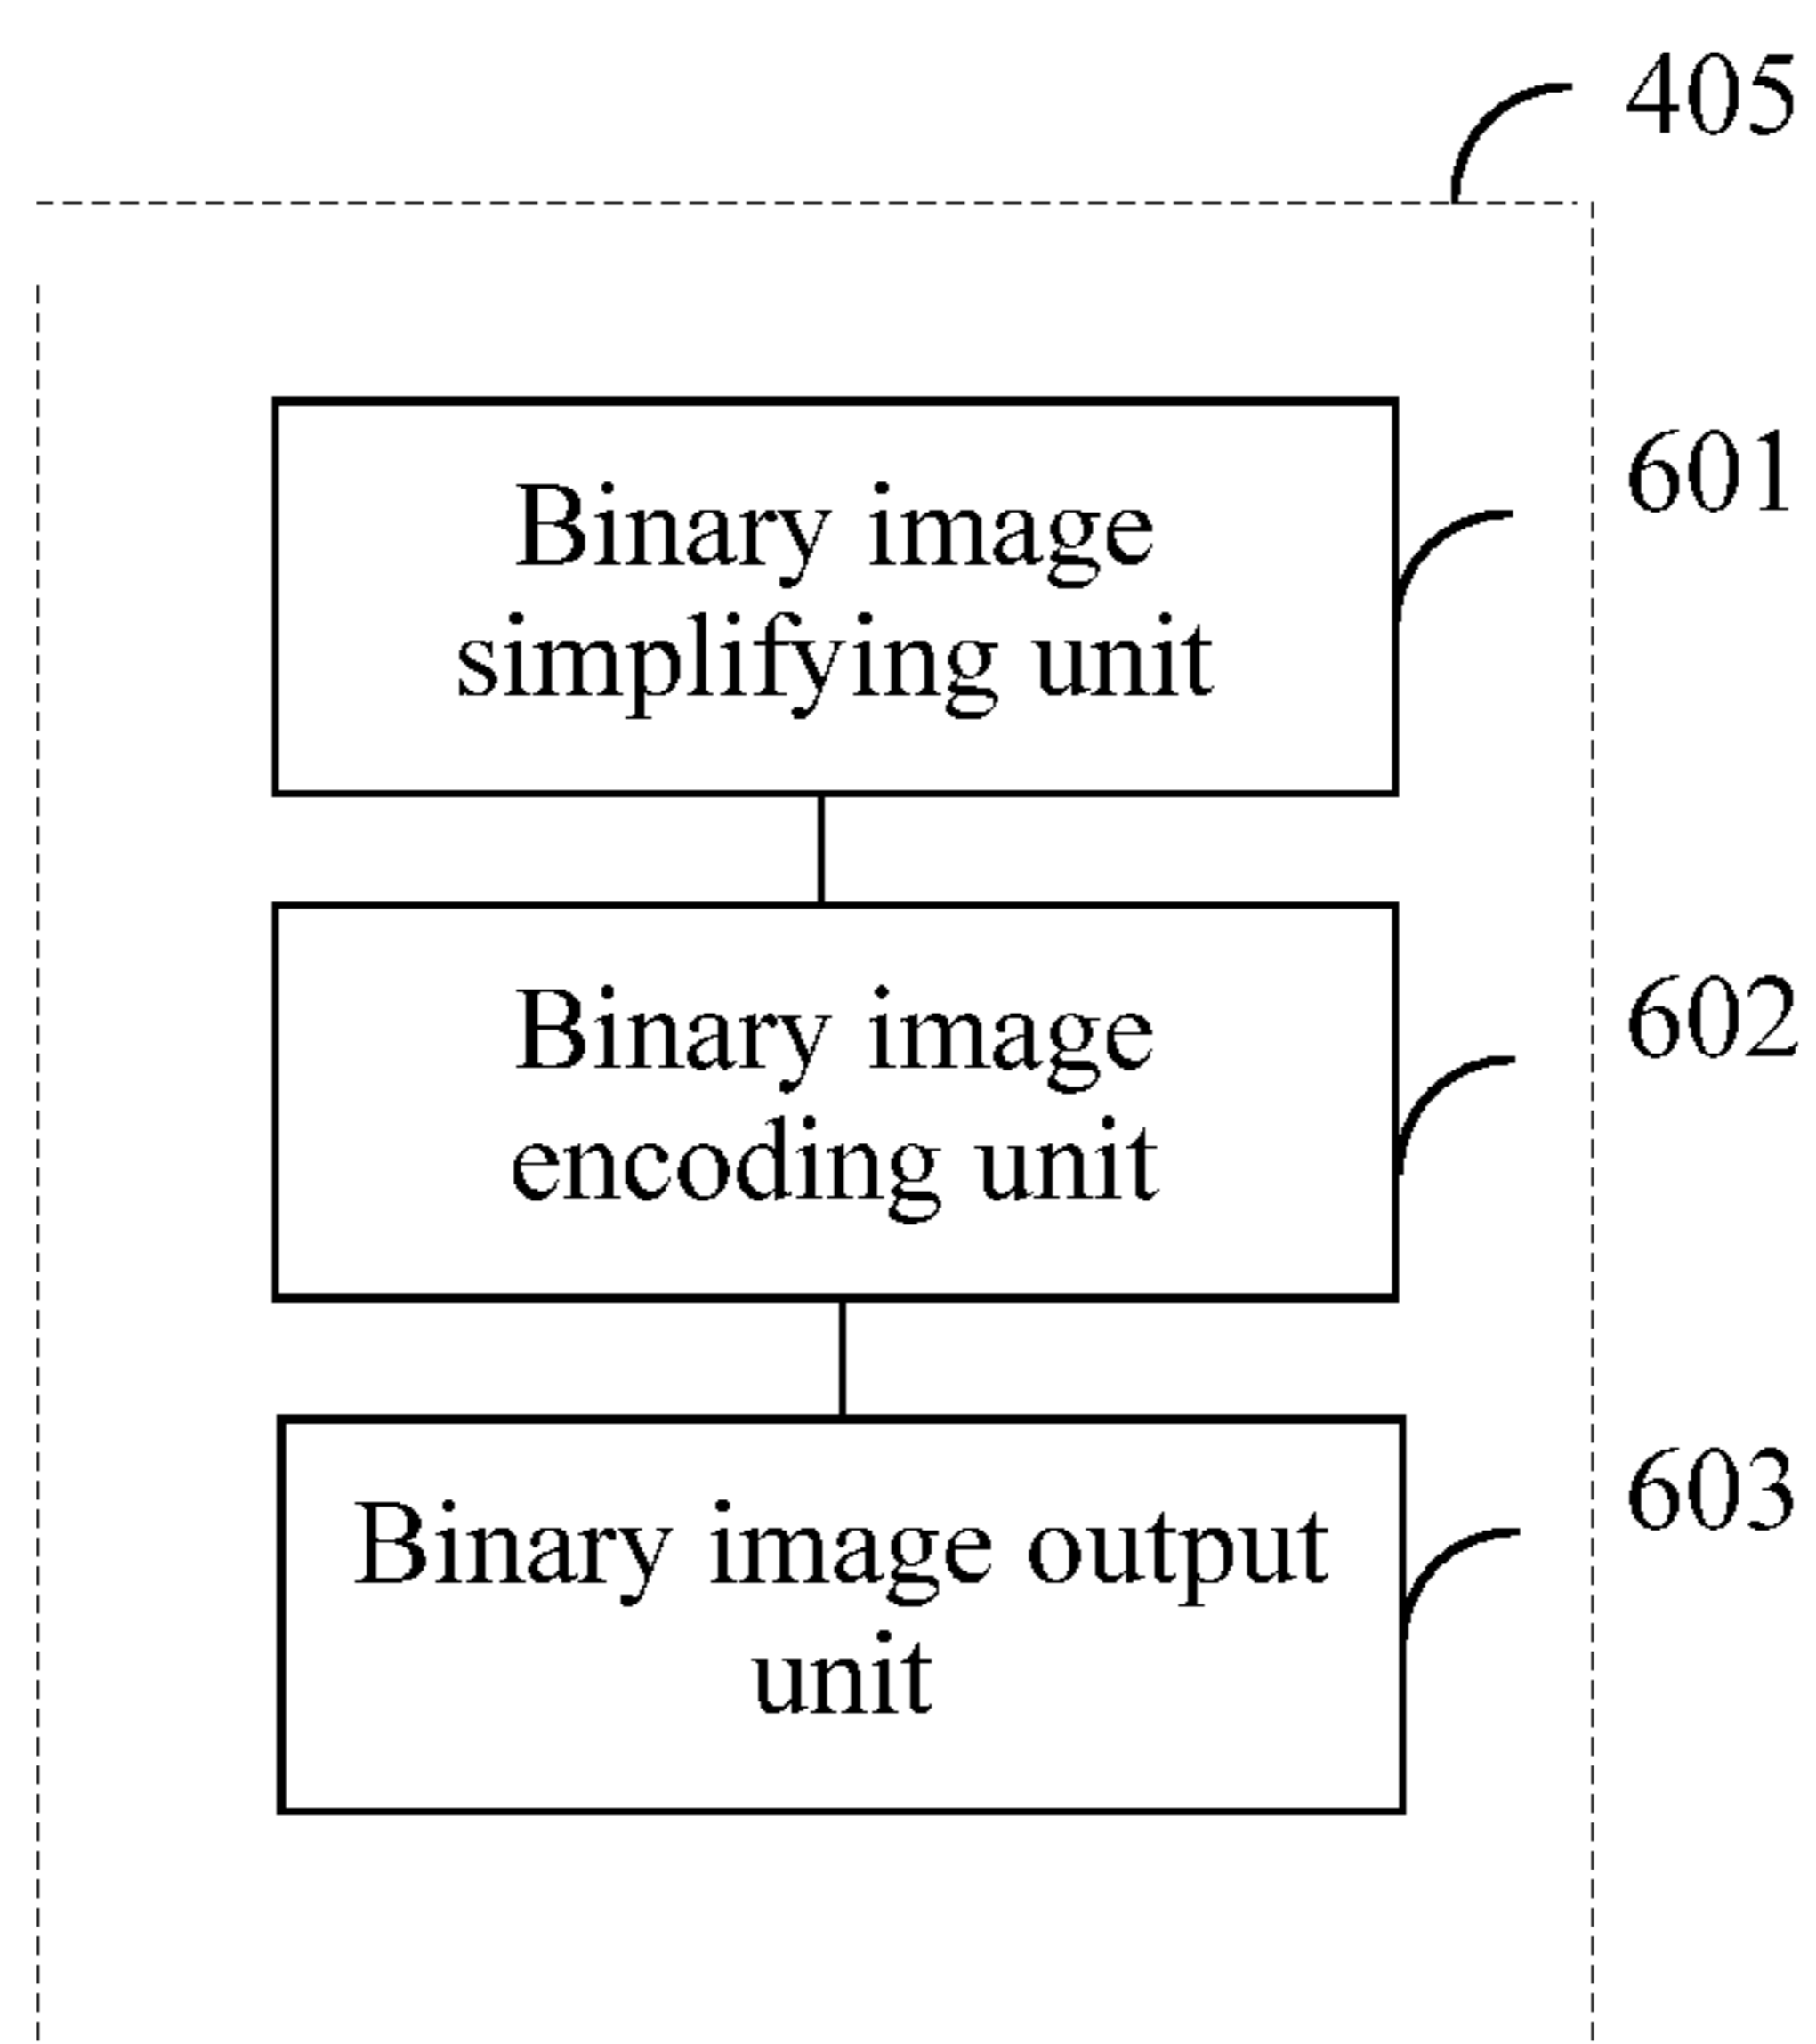 405
601
Binary image
simplifying unit
602
Binary image
encoding unit
603
Binary image output
unit